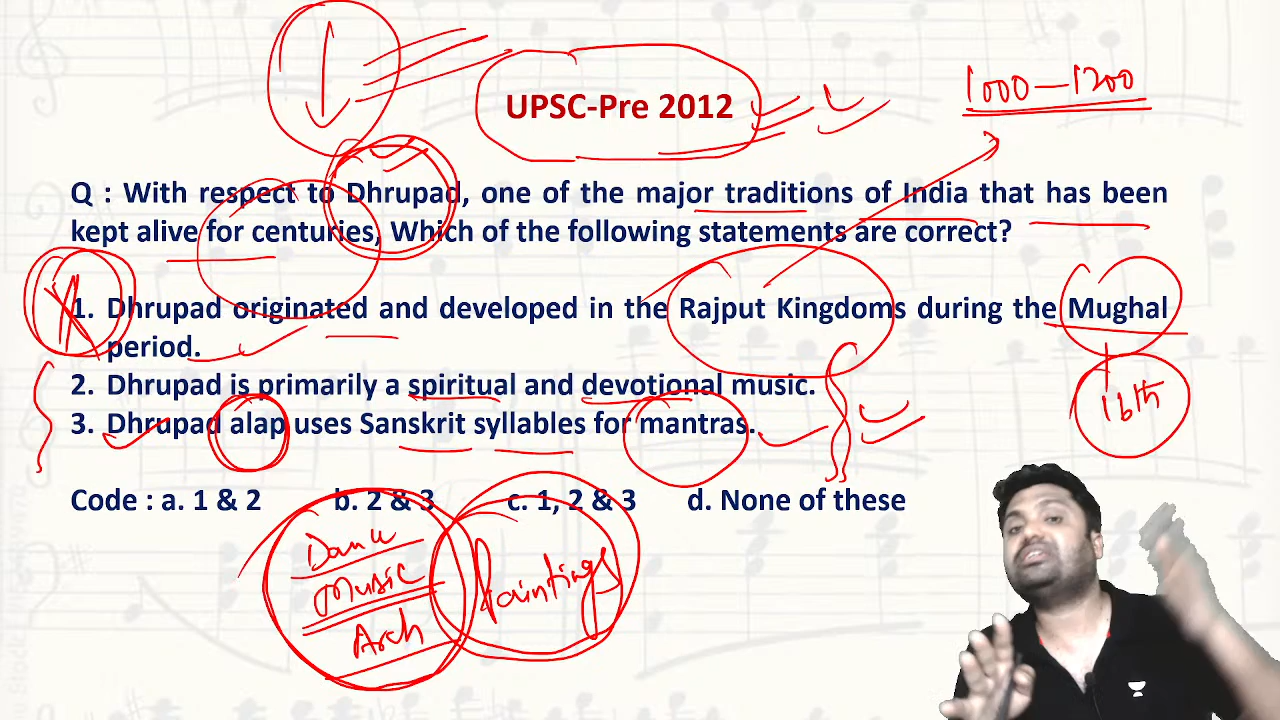 UPSC-Pre 2012
1000-1200
Q : With respect to Dhrupad, one of the major traditions of India that has been
kept alive for centuries, Which of the following statements are correct?
1. Dhrupad originated and developed in the Rajput Kingdoms during the Mughal
period.
16th
2. Dhrupad is primarily a spiritual and devotional music.
3. Dhrupad alap uses Sanskrit syllables for mantras.
Code : a. 1 & 2 b. 2 & 3 c. 1, 2 & 3 d. None of these
Dance
Music
Arch
Paintings